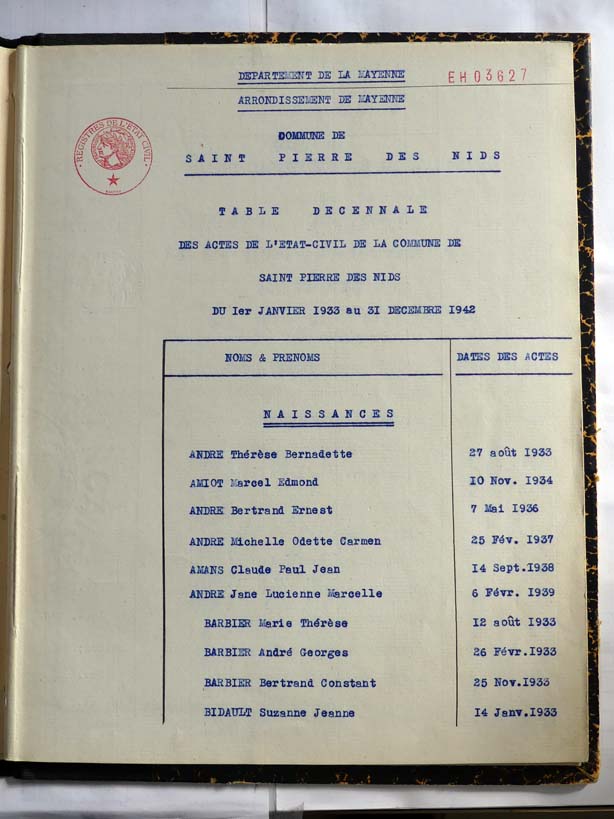 DEPARTEMENT DE LA MAYENNE
EH03627
ARRONDISSEMENT DE MAYENNE
REGISTRES DE L'ETAT CIVIL
COMMUNE DE
SAINT PIERRE DES NIDS
TABLE DECENNALE
DES ACTES DE L'ETAT-CIVIL DE LA COMMUNE DE
SAINT PIERRE DES NIDS
DU 1er JANVIER 1933 au 31 DECEMBRE 1942
NOMS & PRENOMS DATES DES ACTES
NAISSANCES
ANDRE Thérèse Bernadette 27 août 1933
AMIOT Marcel Edmond 10 Nov. 1934
ANDRE Bertrand Ernest 7 Mai 1936
ANDRE Michelle Odette Carmen 25 Fév. 1937
AMANS Claude Paul Jean 14 Sept.1938
ANDRE Jane Lucienne Marcelle 6 Févr. 1939
BARBIER Marie Thérèse 12 août 1933
BARBIER André Georges 26 Févr.1933
BARBIER Bertrand Constant 25 Nov.1933
BIDAULT Suzanne Jeanne 14 Janv.1933